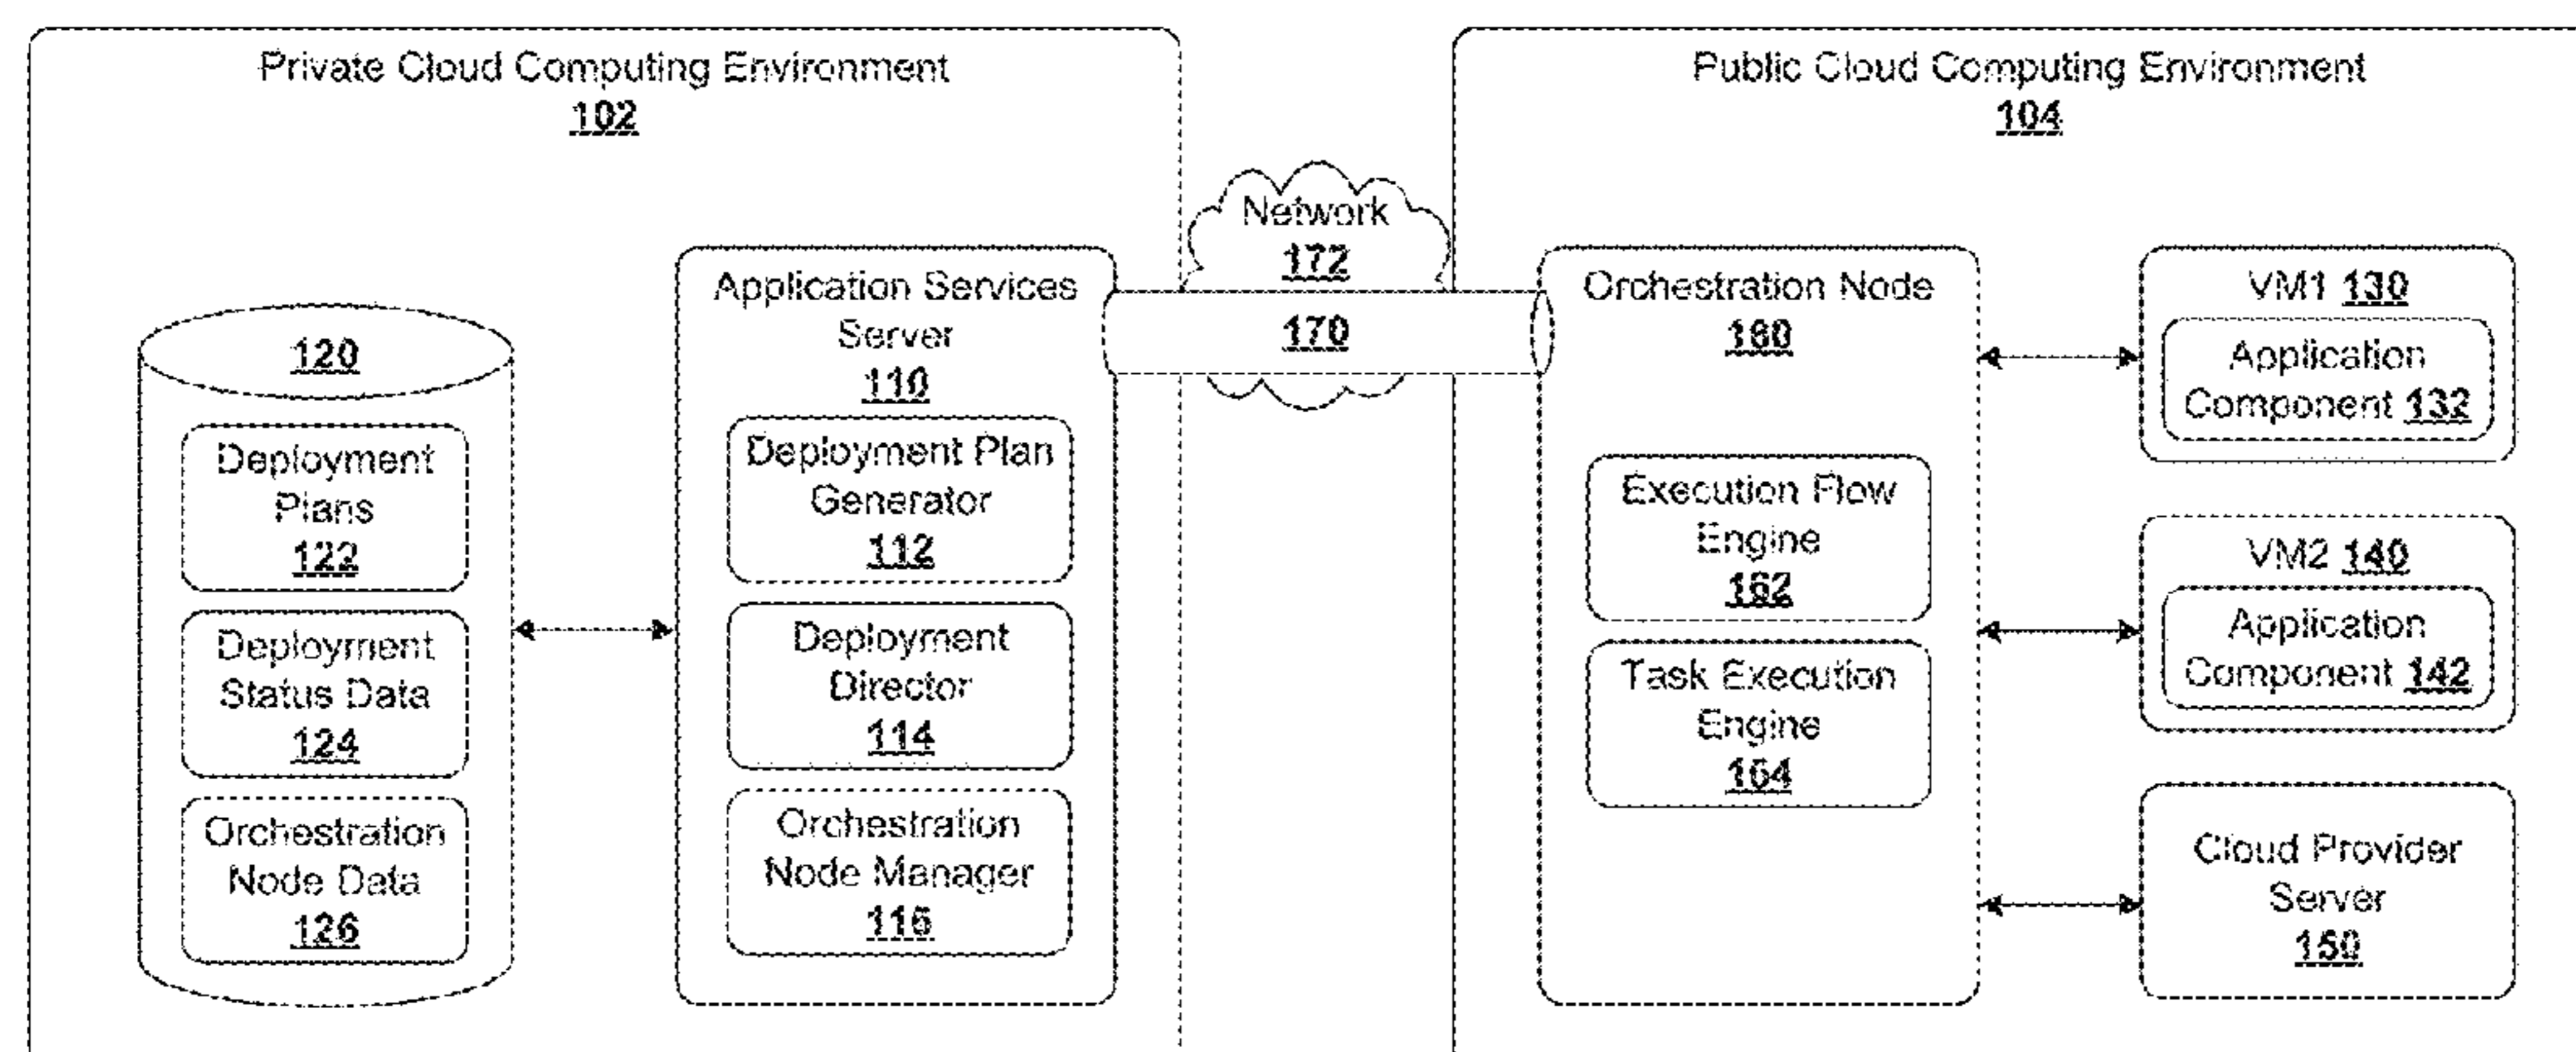 Private Cloud Computing Environment
102
120
Deployment
Plans
122
Deployment
Status Data
124
Orchestration
Node Data
126
Application Services
Server
110
Deployment Plan
Generator
112
Deployment
Director
114
Orchestration
Node Manager
116
Network
172
170
Public Cloud Computing Environment
104
Orchestration Node
160
Execution Flow
Engine
162
Task Execution
Engine
164
VM1 130
Application
Component 132
VM2 140
Application
Component 142
Cloud Provider
Server
150